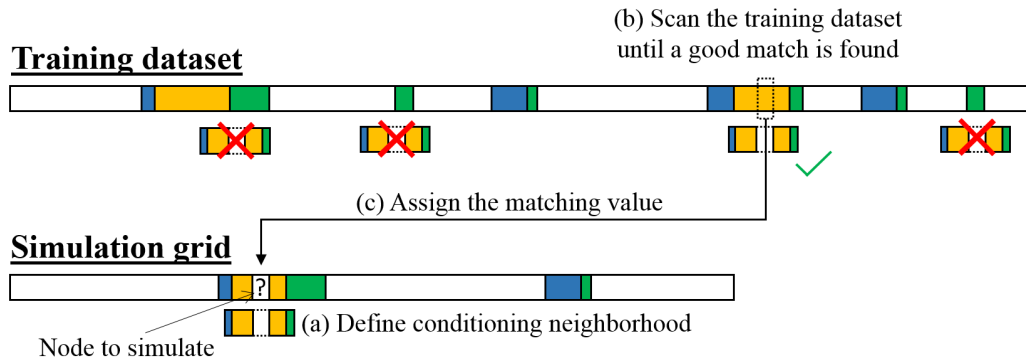 (b) Scan the training dataset
until a good match is found
Training dataset
(c) Assign the matching value
Simulation grid
?
(a) Define conditioning neighborhood
Node to simulate